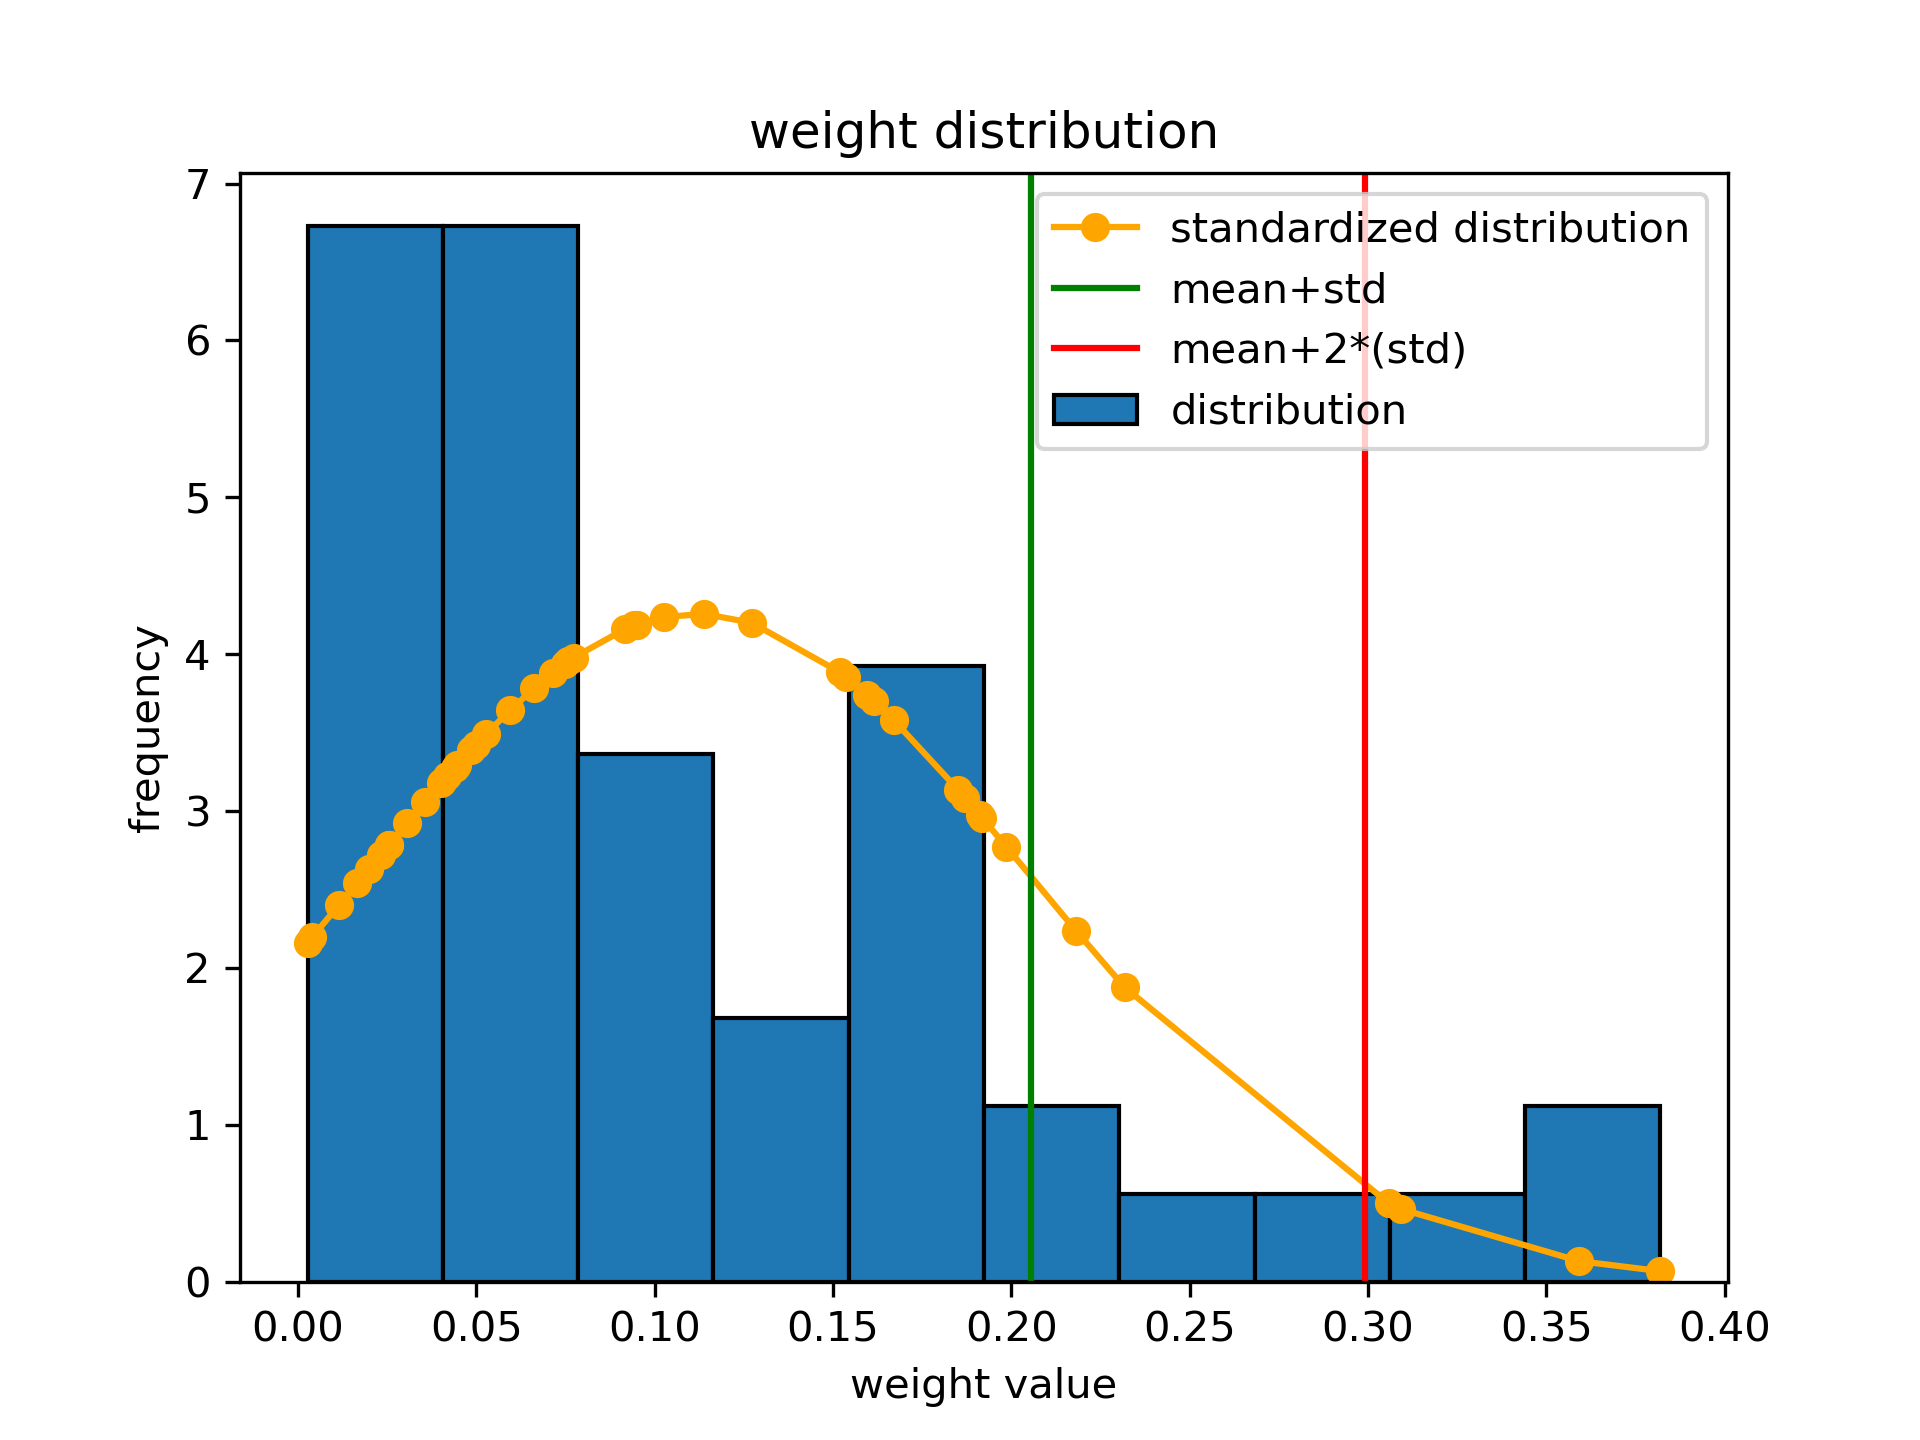 weight distribution
7
6
5
4
3
2
1
0
frequency
standardized distribution
mean+std
mean+2*(std)
distribution
0.00 0.05 0.10 0.15 0.20 0.25 0.30 0.35 0.40
weight value